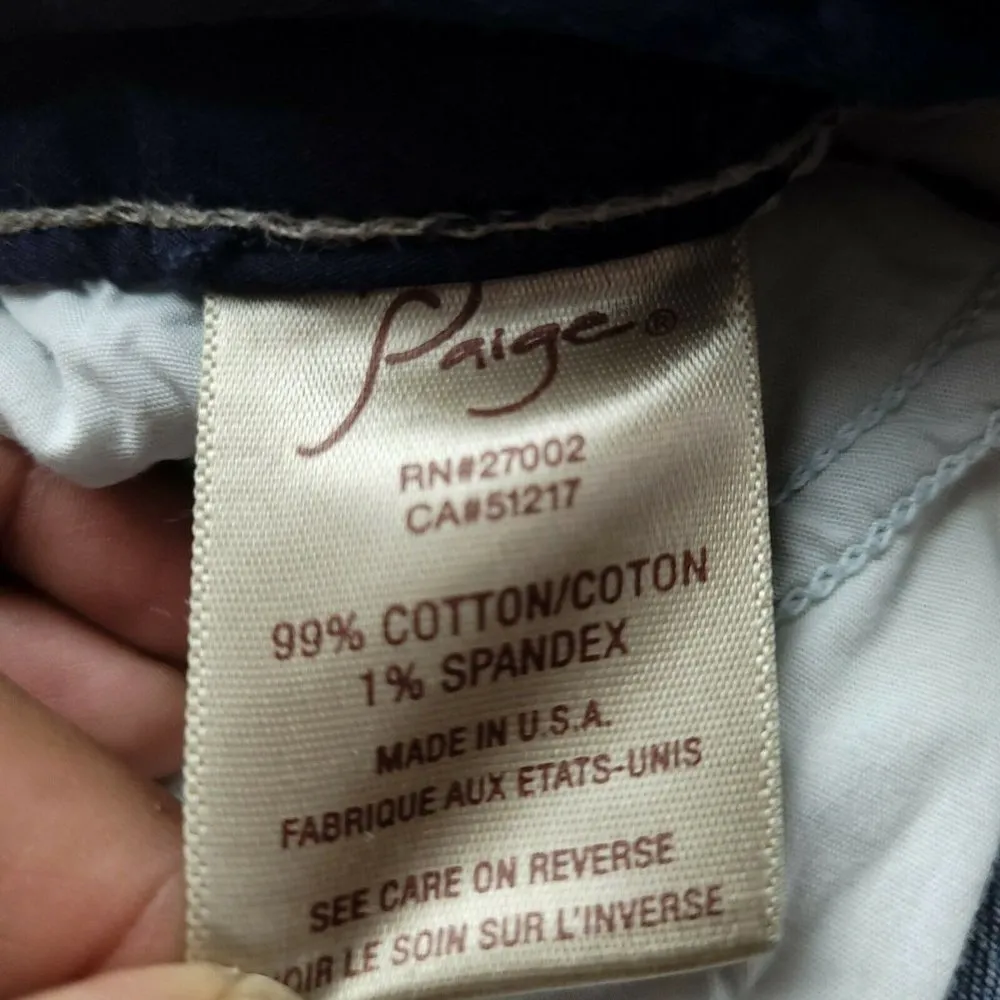 Paige®
RN#27002
CA#51217
99% COTTON/COTON
1% SPANDEX
MADE IN U.S.A.
FABRIQUE AUX ETATS-UNIS
SEE CARE ON REVERSE
LE SOIN SUR L'INVERSE